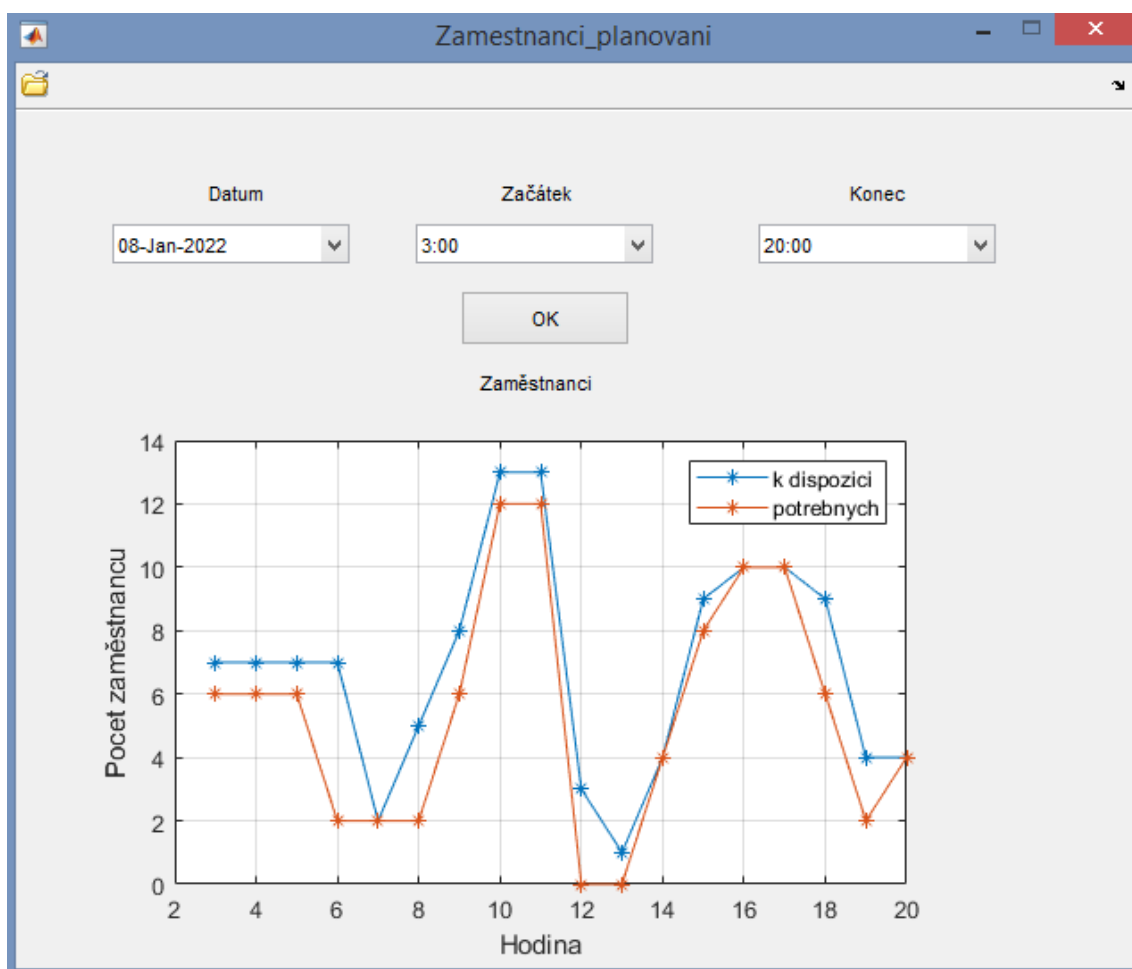 Zamestnanci_planovani
Datum
Začátek
Konec
08-Jan-2022
3:00
20:00
OK
Zaměstnanci
k dispozici
potrebnych
14
12
10
8
6
4
2
0
Pocet zaměstnancu
2 4 6 8 10 12 14 16 18 20
Hodina